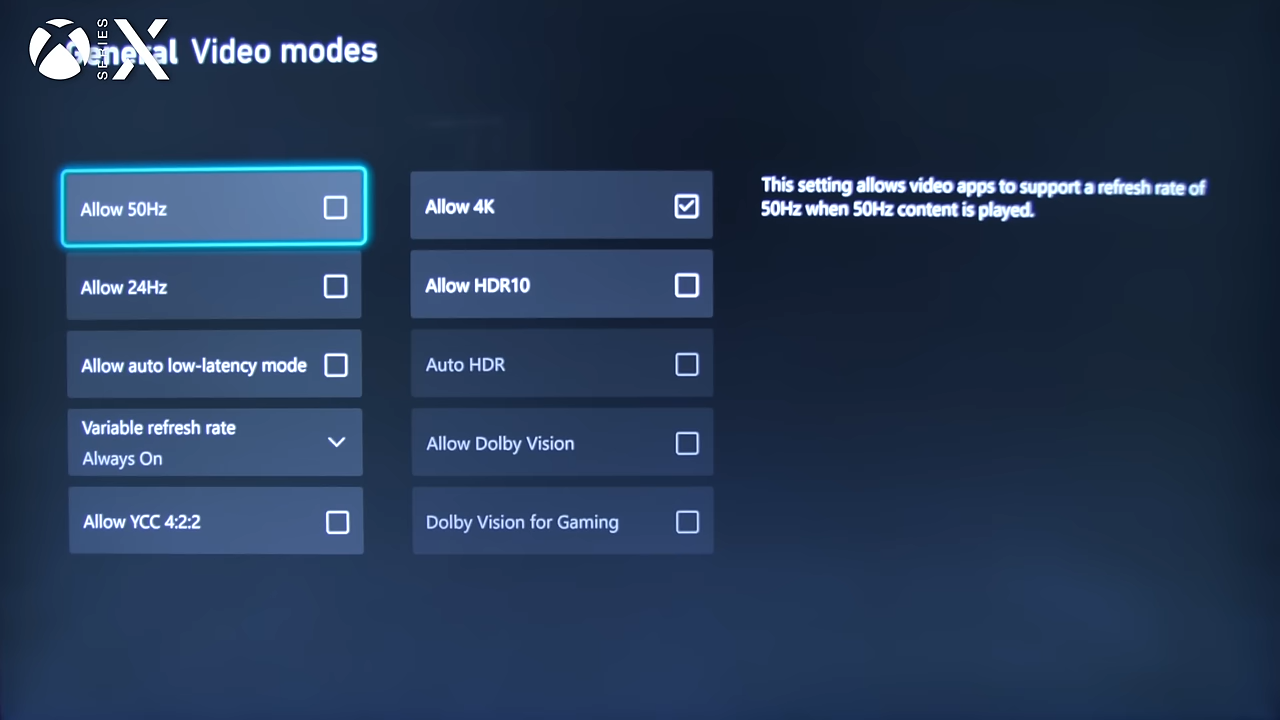 SERIES X
General Video modes
Allow 50Hz
Allow 24Hz
Allow auto low-latency mode
Variable refresh rate
Always On
Allow YCC 4:2:2
Allow 4K
Allow HDR10
Auto HDR
Allow Dolby Vision
Dolby Vision for Gaming
This setting allows video apps to support a refresh rate of
50Hz when 50Hz content is played.